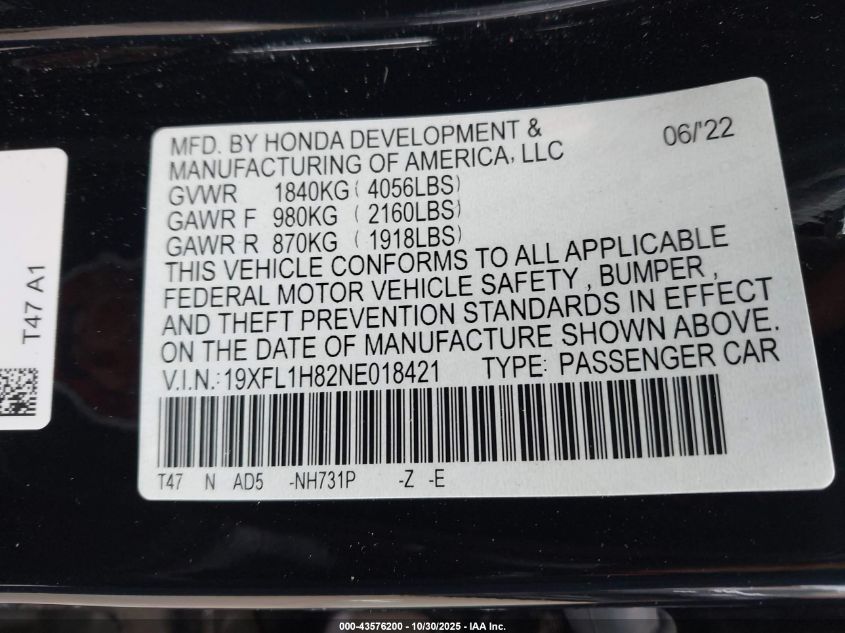 MFD. BY HONDA DEVELOPMENT &
MANUFACTURING OF AMERICA, LLC
06/'22
GVWR 1840KG ( 4056LBS)
GAWR F 980KG ( 2160LBS)
GAWR R 870KG ( 1918LBS)
THIS VEHICLE CONFORMS TO ALL APPLICABLE
FEDERAL MOTOR VEHICLE SAFETY , BUMPER ,
AND THEFT PREVENTION STANDARDS IN EFFECT
ON THE DATE OF MANUFACTURE SHOWN ABOVE.
V.I.N.:19XFL1H82NE018421 TYPE: PASSENGER CAR
T47 N AD5 -NH731P -Z -E
T47 A1
000-43576200 - 10/30/2025 - IAA Inc.